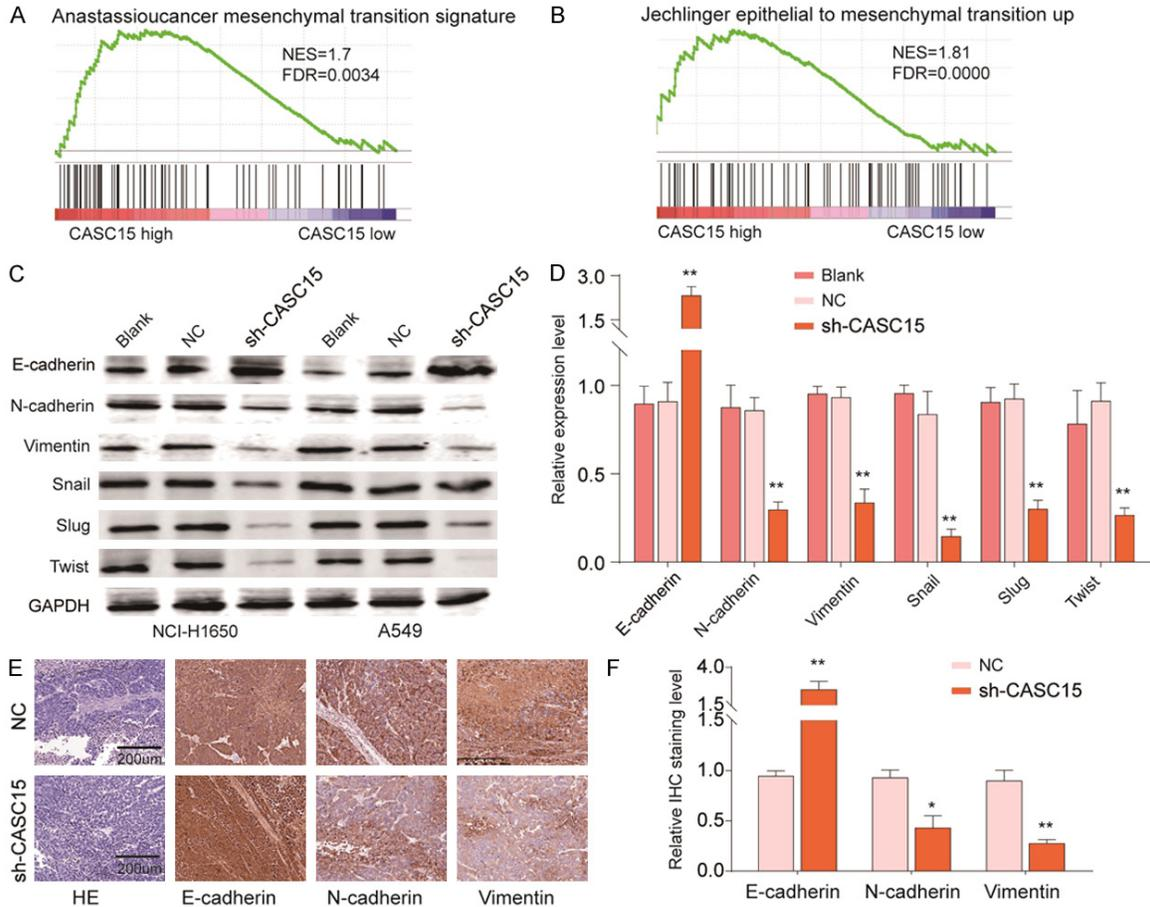 A
Anastassioucancer mesenchymal transition signature
NES=1.7
FDR=0.0034
CASC15 high
CASC15 low
B
Jechlinger epithelial to mesenchymal transition up
NES=1.81
FDR=0.0000
CASC15 high
CASC15 low
C
Blank
NC
sh-CASC15
Blank
NC
sh-CASC15
E-cadherin
N-cadherin
Vimentin
Snail
Slug
Twist
GAPDH
NCI-H1650
A549
D
Relative expression level
3.0
1.5
1.0
0.5
0.0
Blank
NC
sh-CASC15
**
**
**
**
**
**
E-cadherin
N-cadherin
Vimentin
Snail
Slug
Twist
E
NC
200um
sh-CASC15
200um
HE
E-cadherin
N-cadherin
Vimentin
F
Relative IHC staining level
4.0
1.5
1.5
1.0
0.5
0.0
NC
sh-CASC15
**
*
**
E-cadherin
N-cadherin
Vimentin